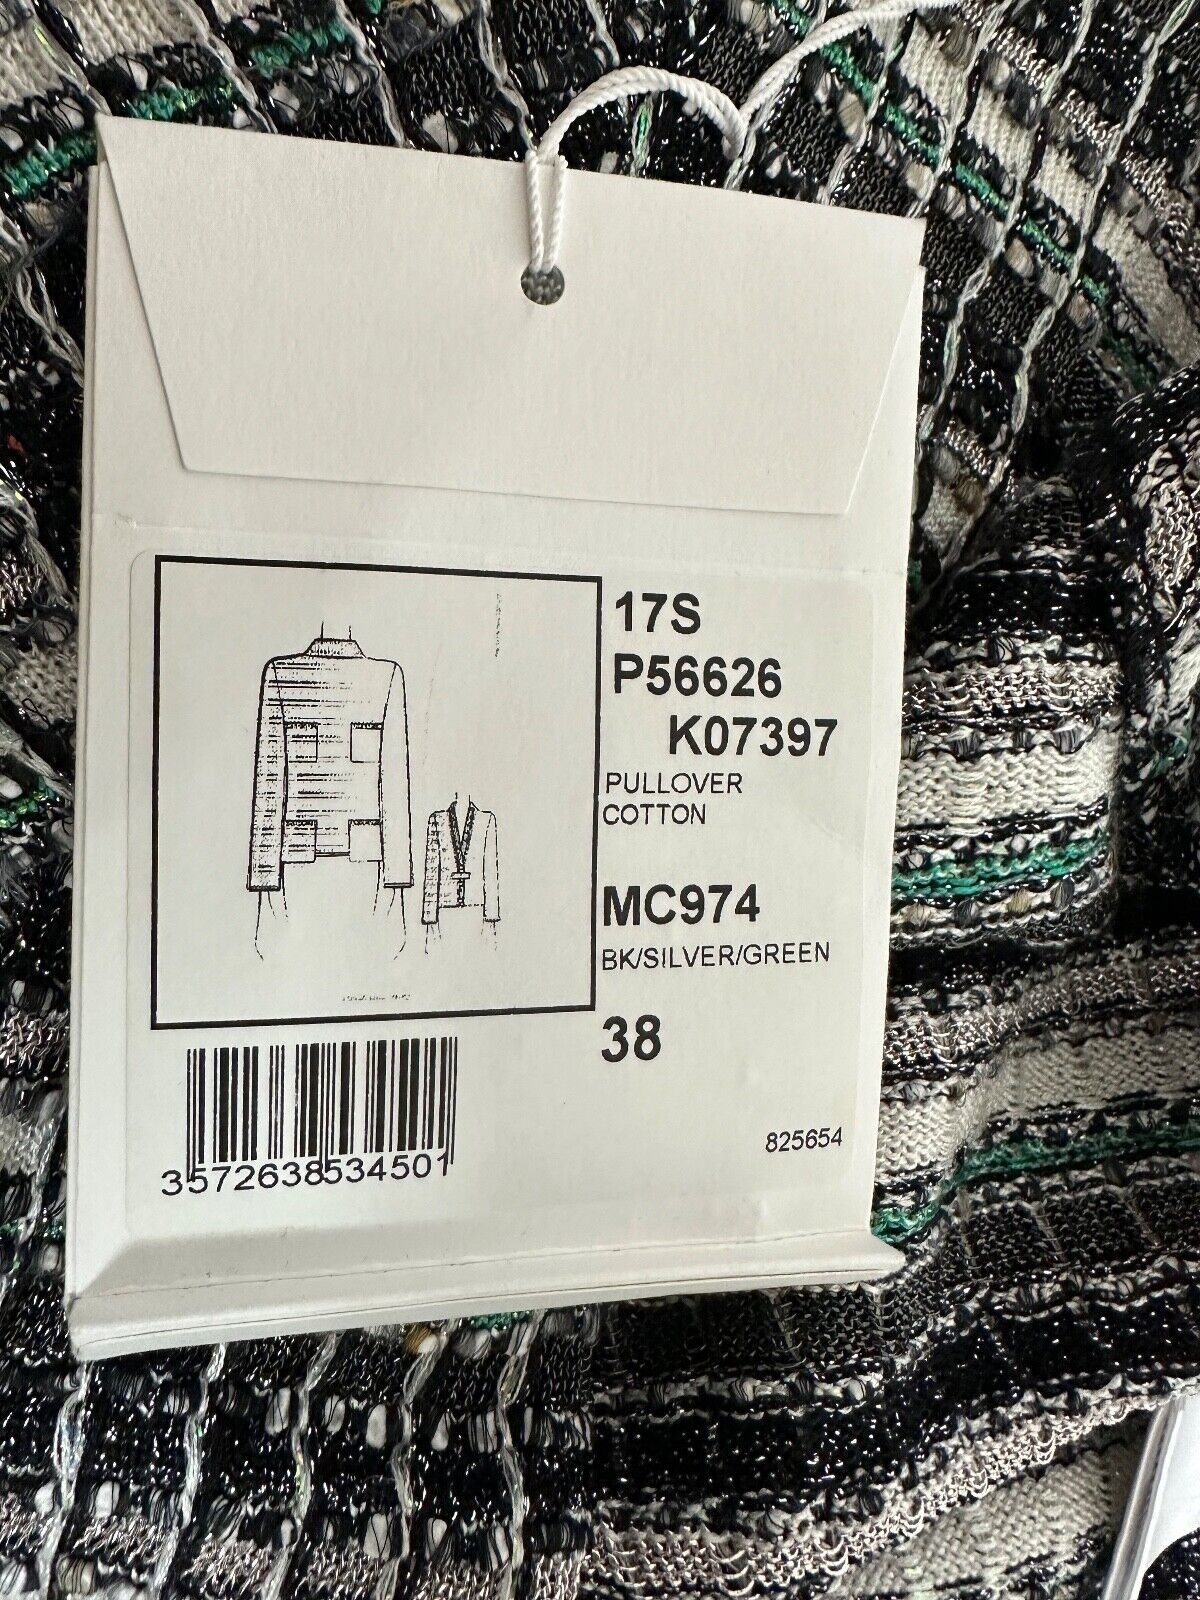 17S
P56626
K07397
PULLOVER
COTTON
MC974
BK/SILVER/GREEN
38
825654
3572638534501